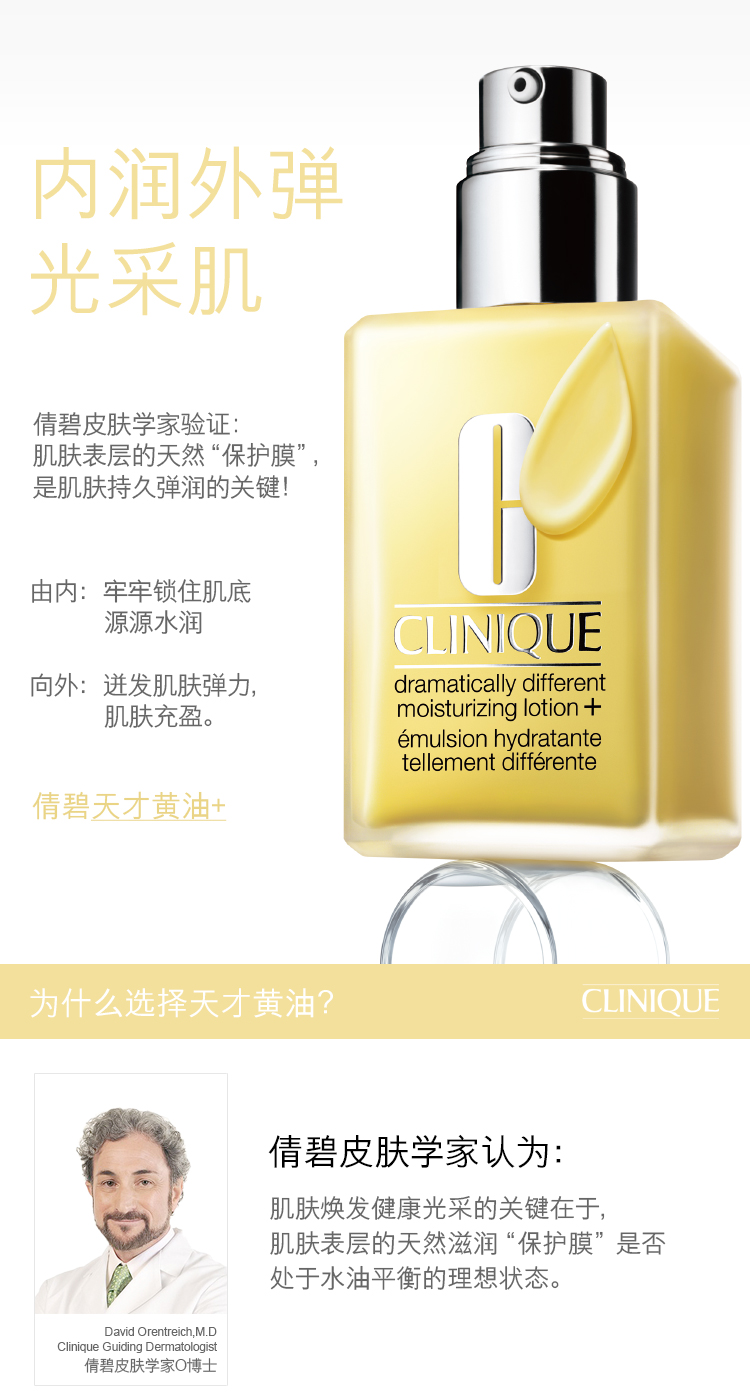 内润外弹
光采肌
倩碧皮肤学家验证:
肌肤表层的天然“保护膜”,
是肌肤持久弹润的关键!
由内: 牢牢锁住肌底
源源水润
向外: 迸发肌肤弹力,
肌肤充盈。
倩碧天才黄油+
CLINIQUE
dramatically different
moisturizing lotion+
émulsion hydratante
tellement différente
为什么选择天才黄油?
CLINIQUE
倩碧皮肤学家认为:
肌肤焕发健康光采的关键在于,
肌肤表层的天然滋润“保护膜”是否
处于水油平衡的理想状态。
David Orentreich,M.D
Clinique Guiding Dermatologist
倩碧皮肤学家O博士